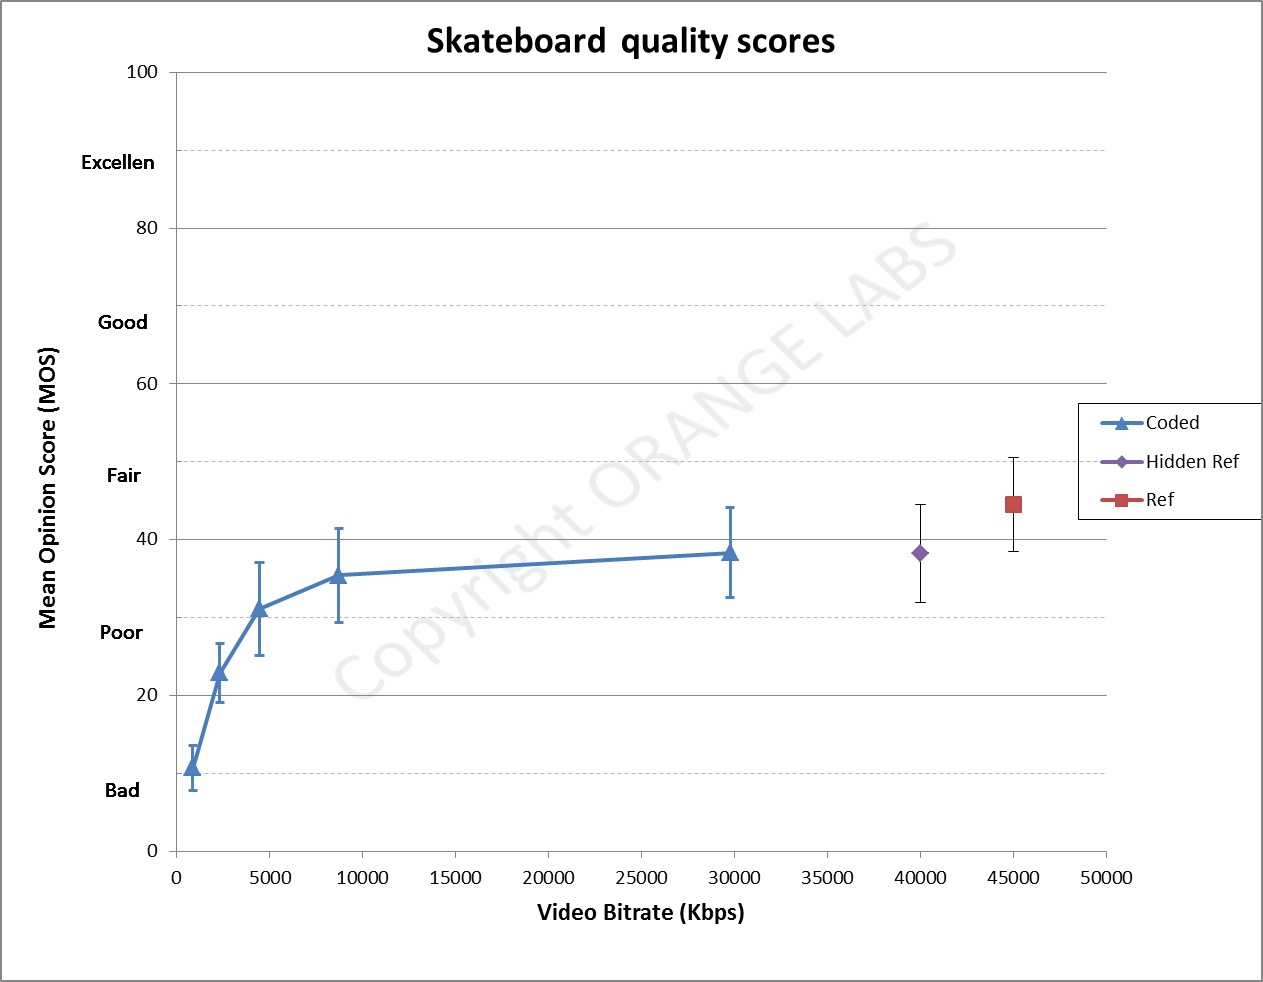 Skateboard quality scores
100
Excellen
80
Good
60
Fair
40
Poor
20
Bad
0
Mean Opinion Score (MOS)
0 5000 10000 15000 20000 25000 30000 35000 40000 45000 50000
Video Bitrate (Kbps)
Coded
Hidden Ref
Ref
Copyright ORANGE LABS